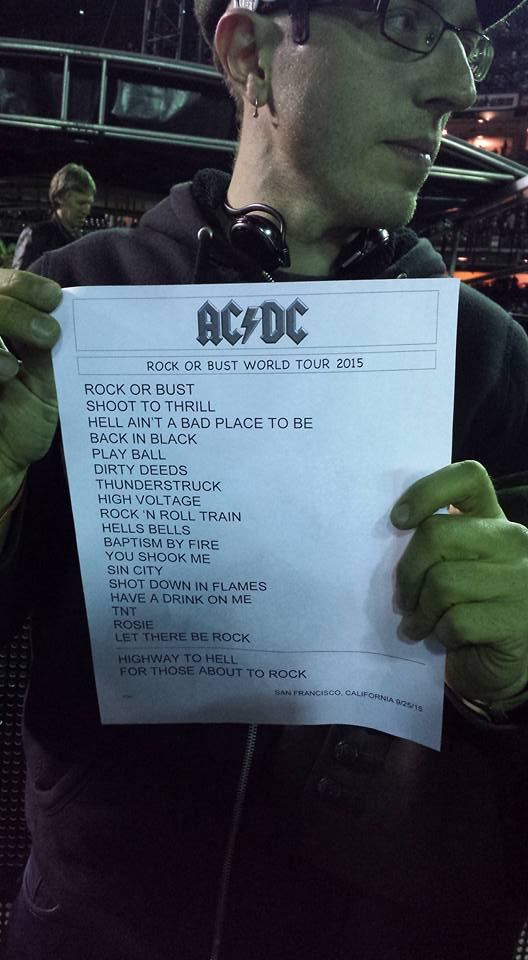 AC⚡DC
ROCK OR BUST WORLD TOUR 2015
ROCK OR BUST
SHOOT TO THRILL
HELL AIN'T A BAD PLACE TO BE
BACK IN BLACK
PLAY BALL
DIRTY DEEDS
THUNDERSTRUCK
HIGH VOLTAGE
ROCK 'N ROLL TRAIN
HELLS BELLS
BAPTISM BY FIRE
YOU SHOOK ME
SIN CITY
SHOT DOWN IN FLAMES
HAVE A DRINK ON ME
TNT
ROSIE
LET THERE BE ROCK
HIGHWAY TO HELL
FOR THOSE ABOUT TO ROCK
SAN FRANCISCO, CALIFORNIA 9/25/15